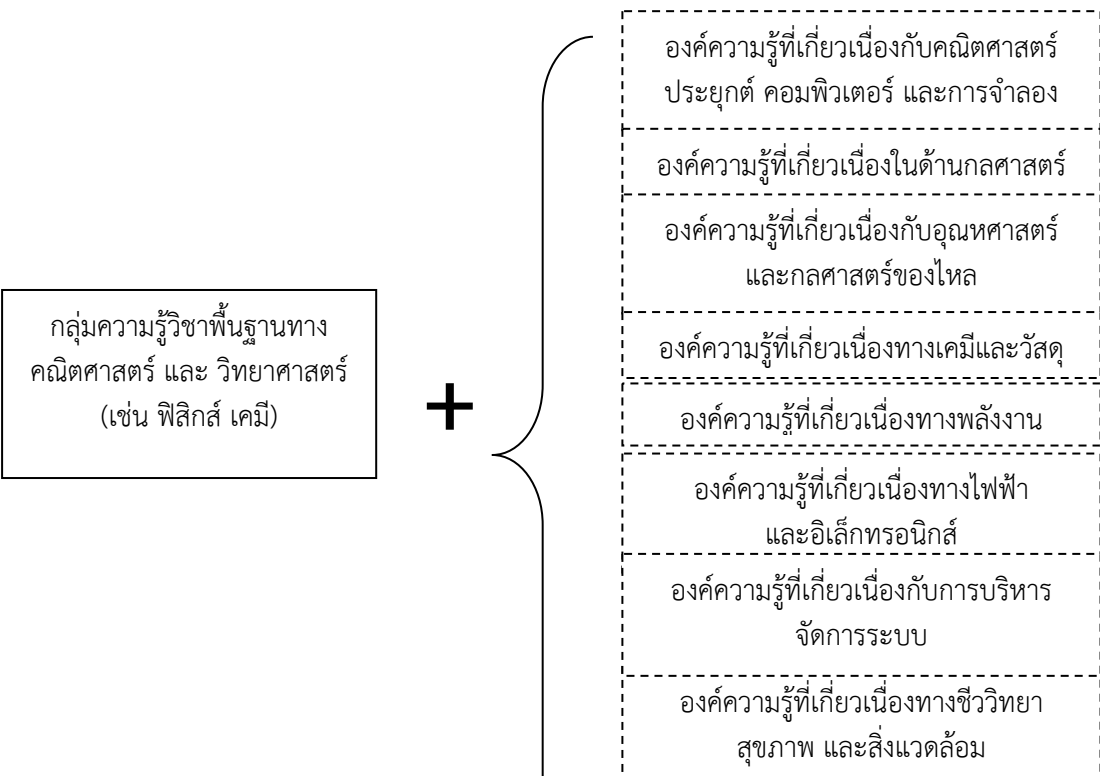 กลุ่มความรู้วิชาพื้นฐานทาง
คณิตศาสตร์ และ วิทยาศาสตร์
(เช่น ฟิสิกส์ เคมี)
+
องค์ความรู้ที่เกี่ยวเนื่องกับคณิตศาสตร์
ประยุกต์ คอมพิวเตอร์ และการจำลอง
องค์ความรู้ที่เกี่ยวเนื่องในด้านกลศาสตร์
องค์ความรู้ที่เกี่ยวเนื่องกับอุณหศาสตร์
และกลศาสตร์ของไหล
องค์ความรู้ที่เกี่ยวเนื่องทางเคมีและวัสดุ
องค์ความรู้ที่เกี่ยวเนื่องทางพลังงาน
องค์ความรู้ที่เกี่ยวเนื่องทางไฟฟ้า
และอิเล็กทรอนิกส์
องค์ความรู้ที่เกี่ยวเนื่องกับการบริหาร
จัดการระบบ
องค์ความรู้ที่เกี่ยวเนื่องทางชีววิทยา
สุขภาพ และสิ่งแวดล้อม